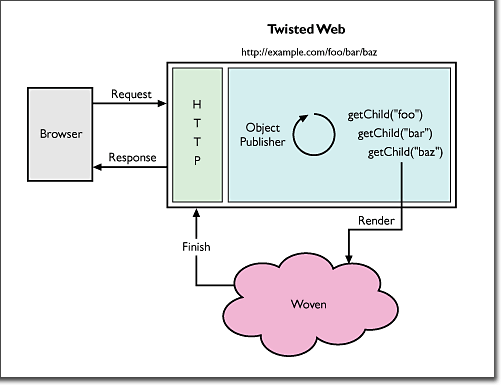 Twisted Web
http://example.com/foo/bar/baz
Request
Browser
Response
H
T
T
P
Object
Publisher
getChild("foo")
getChild("bar")
getChild("baz")
Render
Finish
Woven